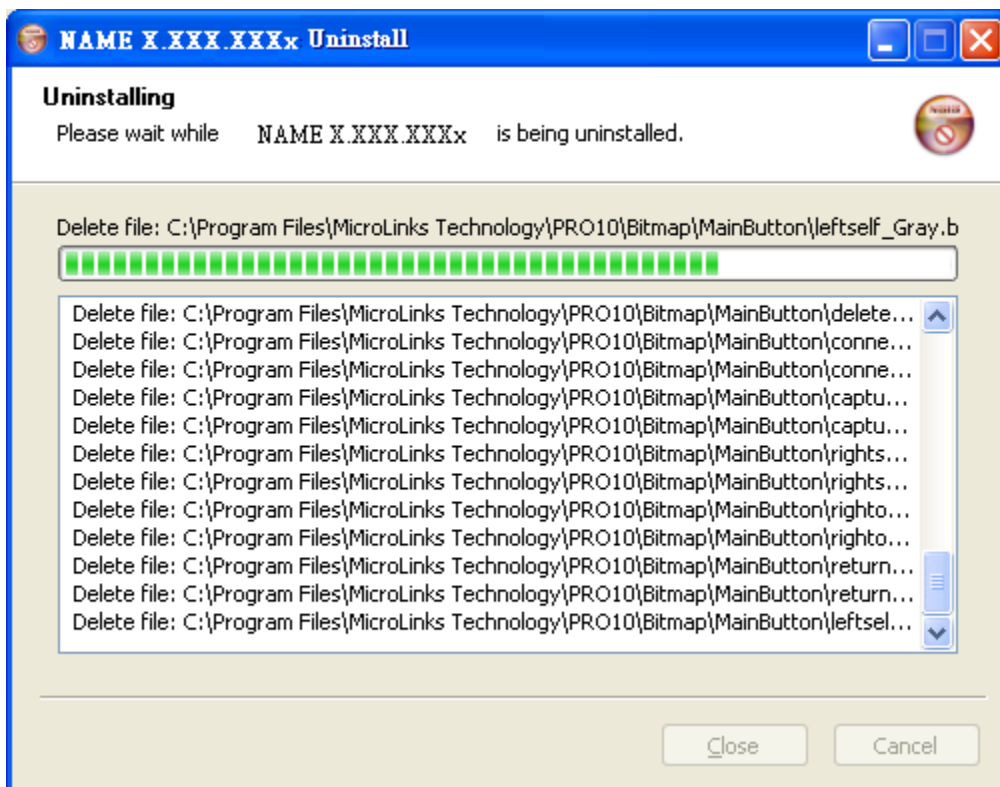 NAME X.XXX.XXXx Uninstall
Uninstalling
Please wait while NAME X.XXX.XXXx is being uninstalled.
Delete file: C:\Program Files\MicroLinks Technology\PRO10\Bitmap\MainButton\leftself_Gray.b
Delete file: C:\Program Files\MicroLinks Technology\PRO10\Bitmap\MainButton\delete...
Delete file: C:\Program Files\MicroLinks Technology\PRO10\Bitmap\MainButton\conne...
Delete file: C:\Program Files\MicroLinks Technology\PRO10\Bitmap\MainButton\conne...
Delete file: C:\Program Files\MicroLinks Technology\PRO10\Bitmap\MainButton\captu...
Delete file: C:\Program Files\MicroLinks Technology\PRO10\Bitmap\MainButton\captu...
Delete file: C:\Program Files\MicroLinks Technology\PRO10\Bitmap\MainButton\rights...
Delete file: C:\Program Files\MicroLinks Technology\PRO10\Bitmap\MainButton\rights...
Delete file: C:\Program Files\MicroLinks Technology\PRO10\Bitmap\MainButton\righto...
Delete file: C:\Program Files\MicroLinks Technology\PRO10\Bitmap\MainButton\righto...
Delete file: C:\Program Files\MicroLinks Technology\PRO10\Bitmap\MainButton\return...
Delete file: C:\Program Files\MicroLinks Technology\PRO10\Bitmap\MainButton\return...
Delete file: C:\Program Files\MicroLinks Technology\PRO10\Bitmap\MainButton\leftsel...
Close
Cancel